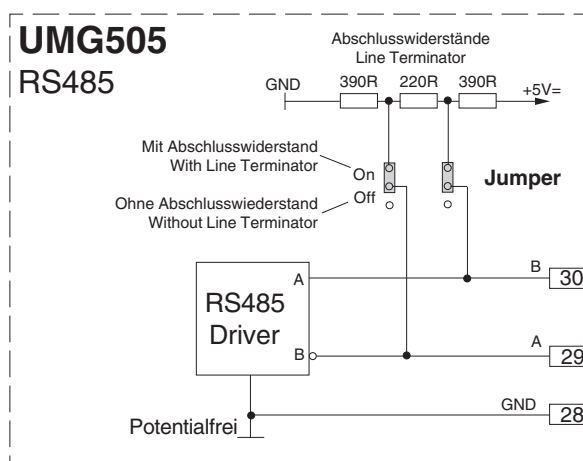 UMG505
RS485
Abschlusswiderstände
Line Terminator
GND
390R
220R
390R
+5V=
Mit Abschlusswiderstand
With Line Terminator
On
Off
Jumper
Ohne Abschlusswiederstand
Without Line Terminator
RS485
Driver
A
B
B
30
A
29
GND
28
Potentialfrei